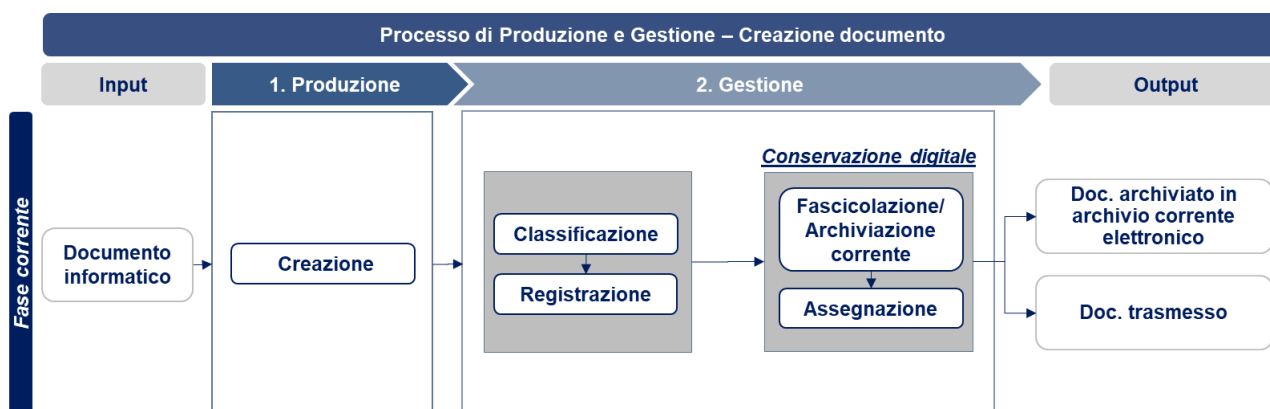 Processo di Produzione e Gestione – Creazione documento
Input
1. Produzione
2. Gestione
Output
Fase corrente
Documento
informatico
Creazione
Classificazione
Registrazione
Conservazione digitale
Fascicolazione/
Archiviazione
corrente
Assegnazione
Doc. archiviato in
archivio corrente
elettronico
Doc. trasmesso